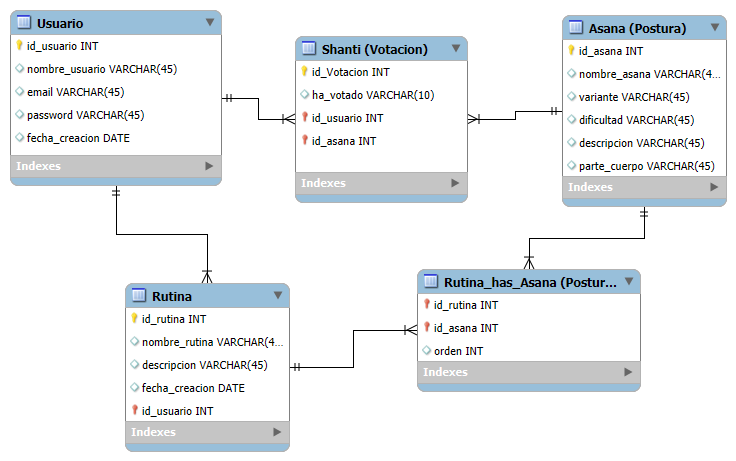 Usuario
id_usuario INT
nombre_usuario VARCHAR(45)
email VARCHAR(45)
password VARCHAR(45)
fecha_creacion DATE
Indexes
Shanti (Votacion)
id_Votacion INT
ha_votado VARCHAR(10)
id_usuario INT
id_asana INT
Indexes
Asana (Postura)
id_asana INT
nombre_asana VARCHAR(4...
variante VARCHAR(45)
dificultad VARCHAR(45)
descripcion VARCHAR(45)
parte_cuerpo VARCHAR(45)
Indexes
Rutina
id_rutina INT
nombre_rutina VARCHAR(4...
descripcion VARCHAR(45)
fecha_creacion DATE
id_usuario INT
Indexes
Rutina_has_Asana (Postur...
id_rutina INT
id_asana INT
orden INT
Indexes